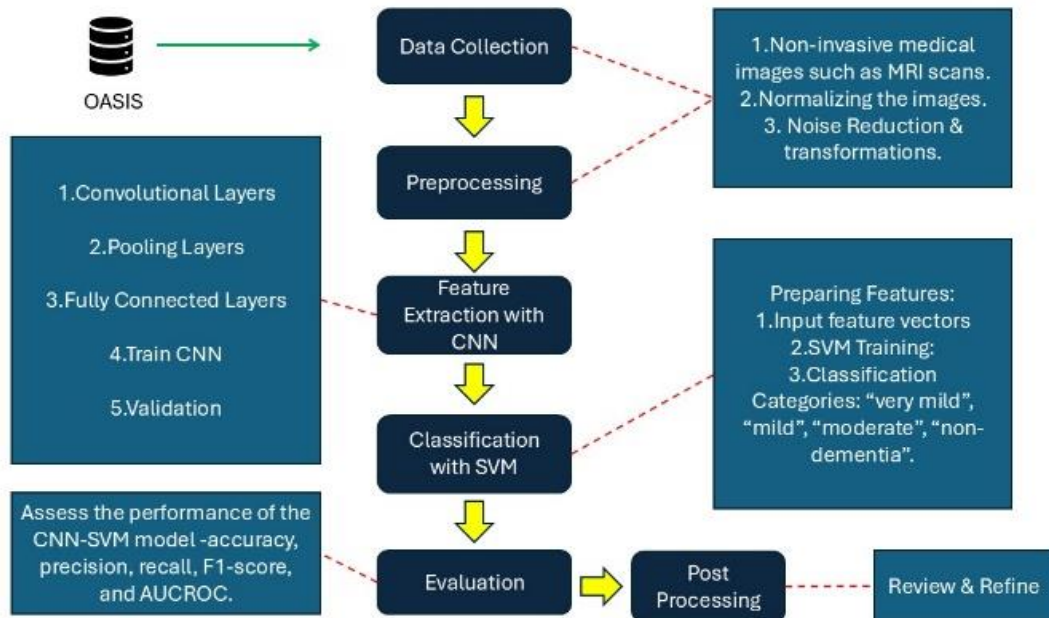 OASIS
Data Collection
1.Non-invasive medical
images such as MRI scans.
2.Normalizing the images.
3. Noise Reduction &
transformations.
Preprocessing
1.Convolutional Layers
2.Pooling Layers
3.Fully Connected Layers
4.Train CNN
5.Validation
Feature
Extraction with
CNN
Preparing Features:
1.Input feature vectors
2.SVM Training:
3.Classification
Categories: “very mild”,
“mild”, “moderate”, “non-
dementia”.
Classification
with SVM
Assess the performance of the
CNN-SVM model -accuracy,
precision, recall, F1-score,
and AUCROC.
Evaluation
Post
Processing
Review & Refine